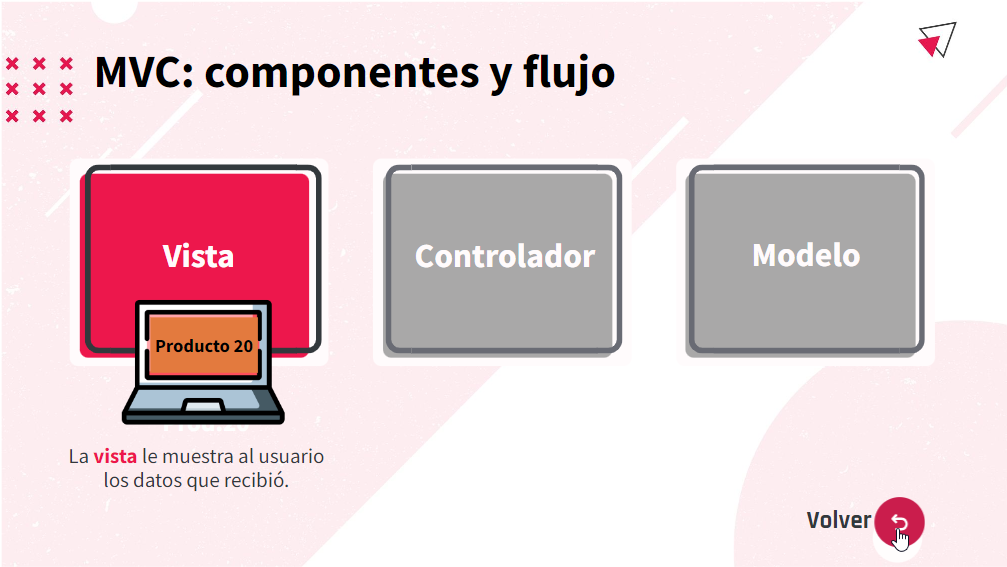 MVC: componentes y flujo
Vista
Controlador
Modelo
Producto 20
La vista le muestra al usuario
los datos que recibió.
Volver